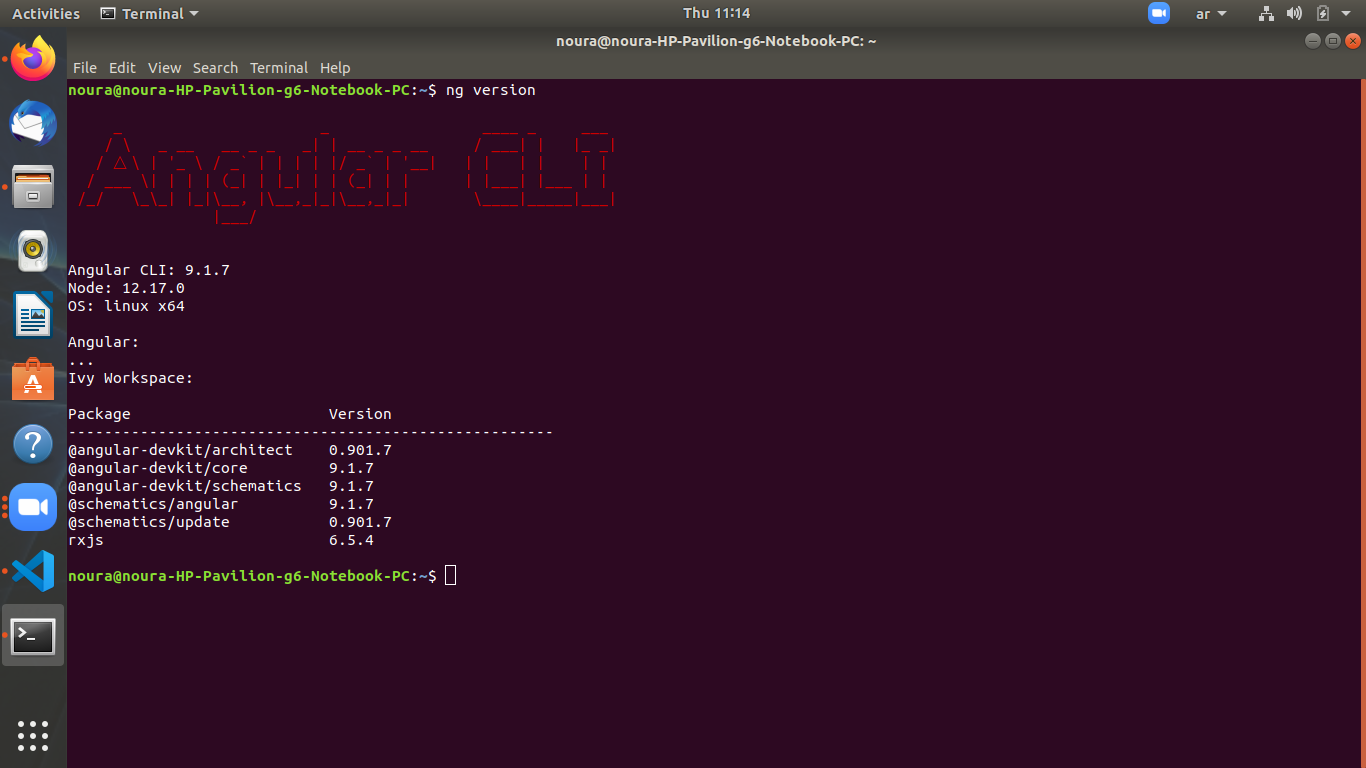 Activities Terminal Thu 11:14 ar
noura@noura-HP-Pavilion-g6-Notebook-PC: ~
File Edit View Search Terminal Help
noura@noura-HP-Pavilion-g6-Notebook-PC:~$ ng version
Angular CLI
Angular CLI: 9.1.7
Node: 12.17.0
OS: linux x64
Angular:
...
Ivy Workspace:
Package Version
------------------------------------------------------
@angular-devkit/architect 0.901.7
@angular-devkit/core 9.1.7
@angular-devkit/schematics 9.1.7
@schematics/angular 9.1.7
@schematics/update 0.901.7
rxjs 6.5.4
noura@noura-HP-Pavilion-g6-Notebook-PC:~$